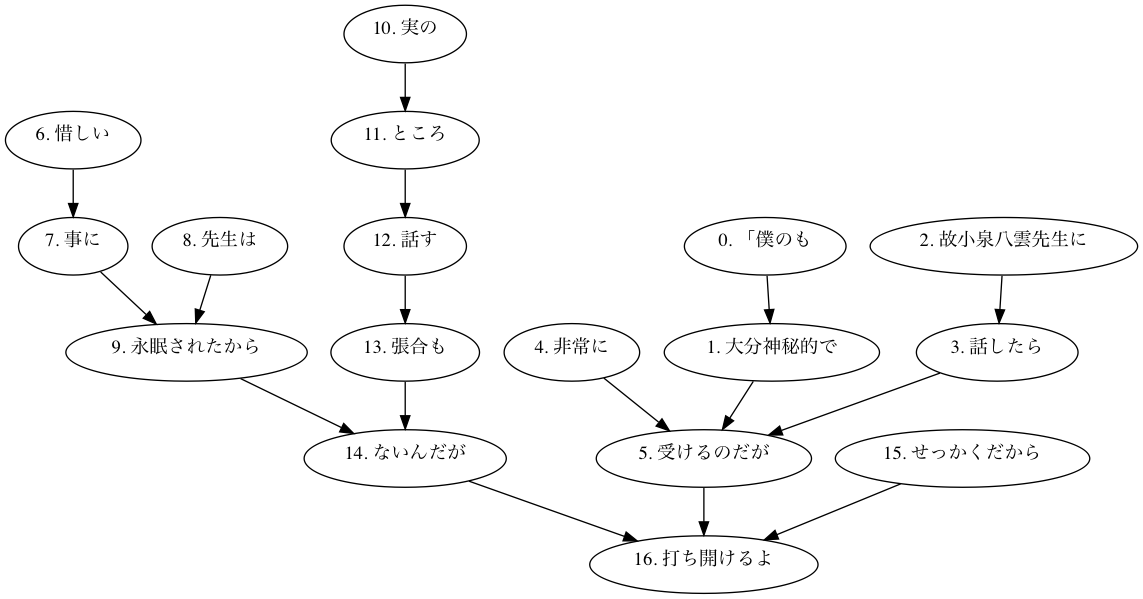 10. 実の
6. 惜しい
11. ところ
7. 事に
8. 先生は
12. 話す
0. 「僕のも
2. 故小泉八雲先生に
9. 永眠されたから
13. 張合も
4. 非常に
1. 大分神秘的で
3. 話したら
14. ないんだが
5. 受けるのだが
15. せっかくだから
16. 打ち開けるよ